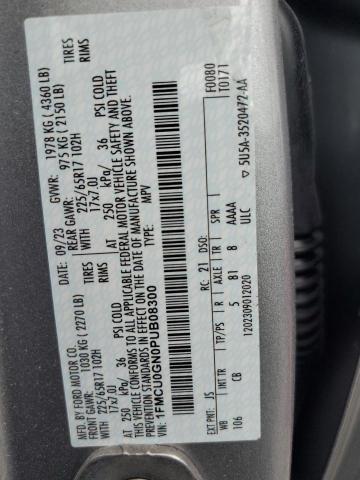 MFD. BY FORD MOTOR CO.
DATE: 09/23 GVWR: 1978 KG ( 4360 LB)
FRONT GAWR: 1030 KG ( 2270 LB) REAR GAWR: 975 KG ( 2150 LB)
WITH 225/65R17 102H TIRES WITH 225/65R17 102H TIRES
17x7.0J RIMS 17x7.0J RIMS
AT 250 kPa/ 36 PSI COLD AT 250 kPa/ 36 PSI COLD
THIS VEHICLE CONFORMS TO ALL APPLICABLE FEDERAL MOTOR VEHICLE SAFETY AND THEFT
PREVENTION STANDARDS IN EFFECT ON THE DATE OF MANUFACTURE SHOWN ABOVE.
VIN: 1FMCU0GN0PUB08300 TYPE: MPV
F0080
T0171
EXT PNT: JS RC: 21 DSO:
WB INT TR TP/PS R AXLE TR SPR
106 CB 5 81 8 AAAA
ULC
1202309012020 5U5A-3520472-AA